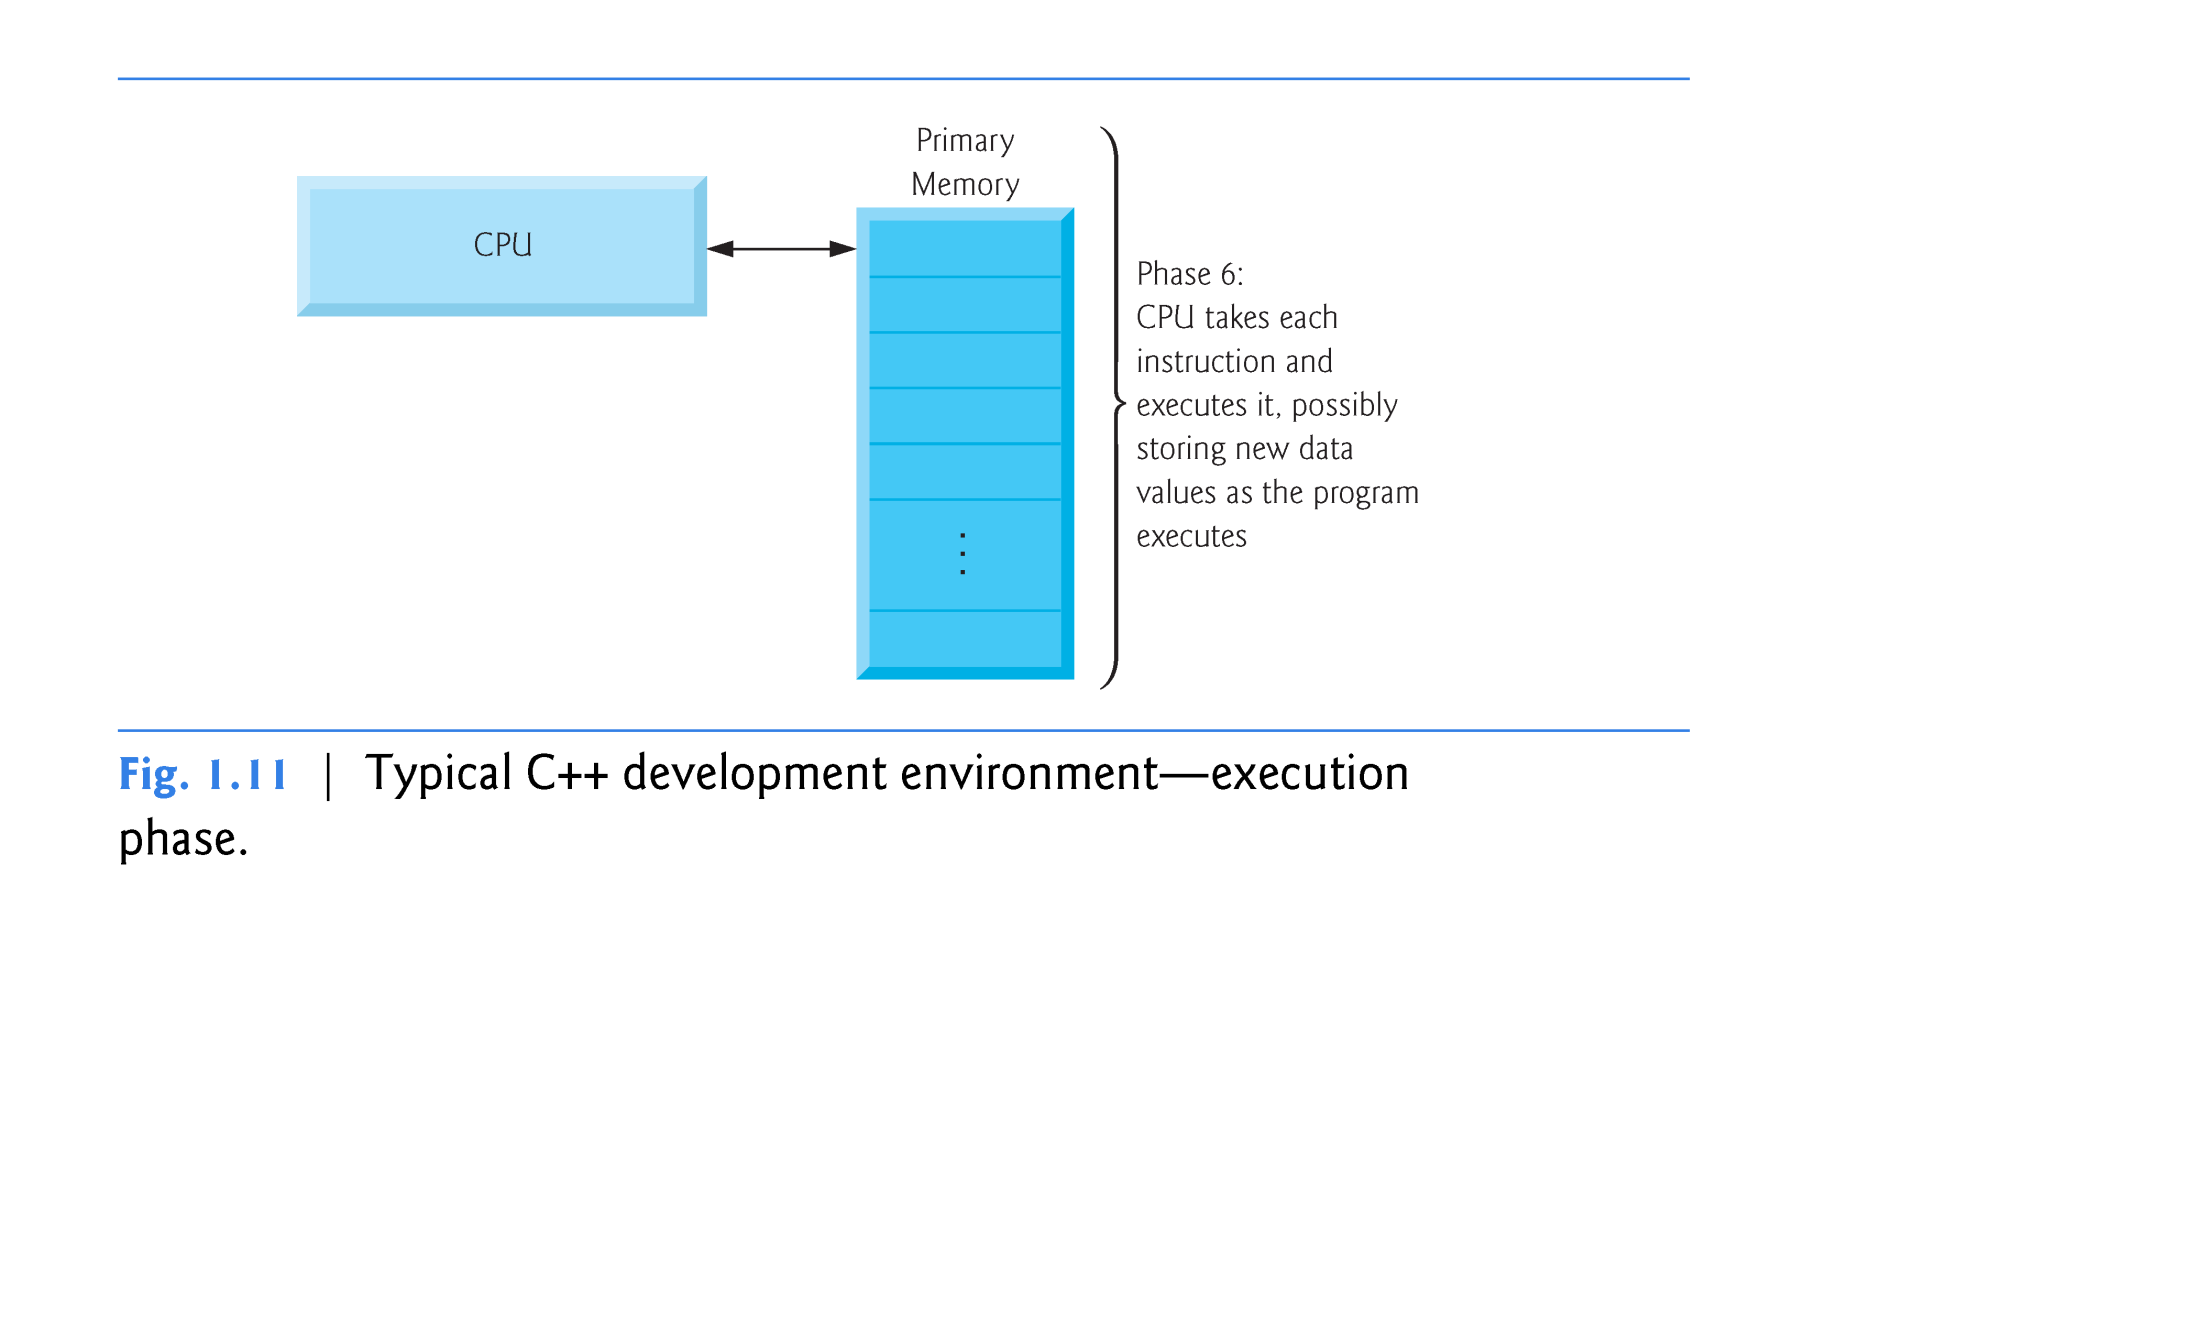 Primary
Memory
CPU
Phase 6:
CPU takes each
instruction and
executes it, possibly
storing new data
values as the program
executes
Fig. 1.11 | Typical C++ development environment—execution
phase.